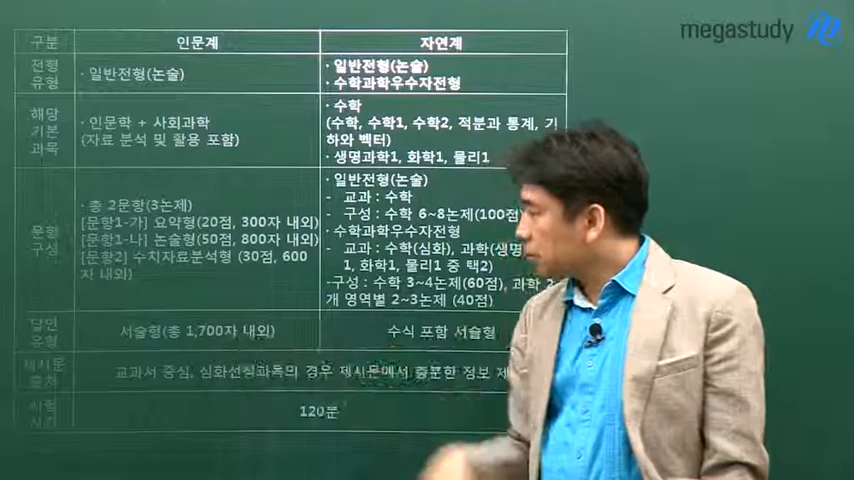 megastudy
구분 인문계 자연계
전형 유형
· 일반전형(논술)
· 일반전형(논술)
· 수학과학우수자전형
해당 기본 과목
· 인문학 + 사회과학
(자료 분석 및 활용 포함)
· 수학
(수학, 수학1, 수학2, 적분과 통계, 기
하와 벡터)
· 생명과학1, 화학1, 물리1
문항 구성
· 총 2문항(3논제)
[문항1-가] 요약형(20점, 300자 내외)
[문항1-나] 논술형(50점, 800자 내외)
[문항2] 수치자료분석형 (30점, 600
자 내외)
· 일반전형(논술)
- 교과 : 수학
- 구성 : 수학 6~8논제(100점
· 수학과학우수자전형
- 교과 : 수학(심화), 과학(생명
1, 화학1, 물리1 중 택2)
-구성 : 수학 3~4논제(60점), 과학 2
개 영역별 2~3논제 (40점)
답안 유형
서술형(총 1,700자 내외)
수식 포함 서술형
제시문 출처
교과서 중심, 심화선택과목의 경우 제시문에서 충분한 정보 제
시험 시간
120분